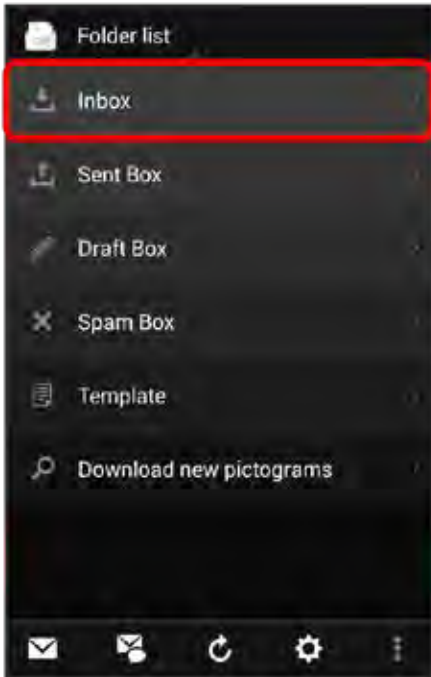 Folder list
Inbox
Sent Box
Draft Box
Spam Box
Template
Download new pictograms